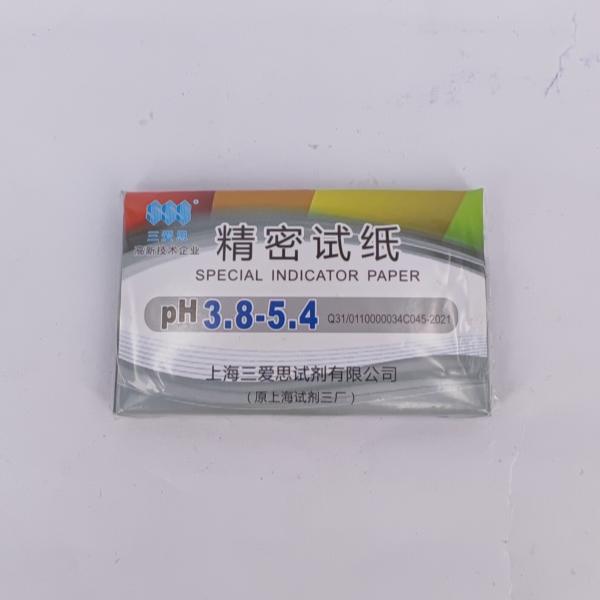 SSS®
三爱思
高新技术企业
精密试纸
SPECIAL INDICATOR PAPER
pH 3.8-5.4 Q31/0110000034C045-2021
上海三爱思试剂有限公司
（原上海试剂三厂）